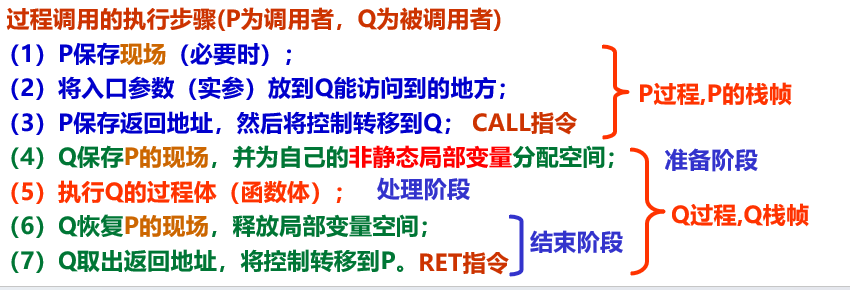 过程调用的执行步骤(P为调用者，Q为被调用者)
（1）P保存现场（必要时）；
（2）将入口参数（实参）放到Q能访问到的地方；
P过程,P的栈帧
（3）P保存返回地址，然后将控制转移到Q； CALL指令
（4）Q保存P的现场，并为自己的非静态局部变量分配空间； 准备阶段
（5）执行Q的过程体（函数体）； 处理阶段
Q过程,Q栈帧
（6）Q恢复P的现场，释放局部变量空间；
结束阶段
（7）Q取出返回地址，将控制转移到P。RET指令